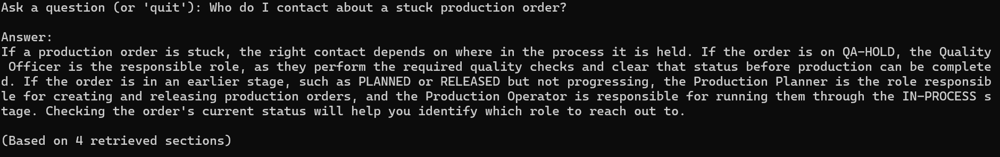 Ask a question (or 'quit'): Who do I contact about a stuck production order?
Answer:
If a production order is stuck, the right contact depends on where in the process it is held. If the order is on QA-HOLD, the Quality
 Officer is the responsible role, as they perform the required quality checks and clear that status before production can be complete
d. If the order is in an earlier stage, such as PLANNED or RELEASED but not progressing, the Production Planner is the role responsib
le for creating and releasing production orders, and the Production Operator is responsible for running them through the IN-PROCESS s
tage. Checking the order's current status will help you identify which role to reach out to.
(Based on 4 retrieved sections)